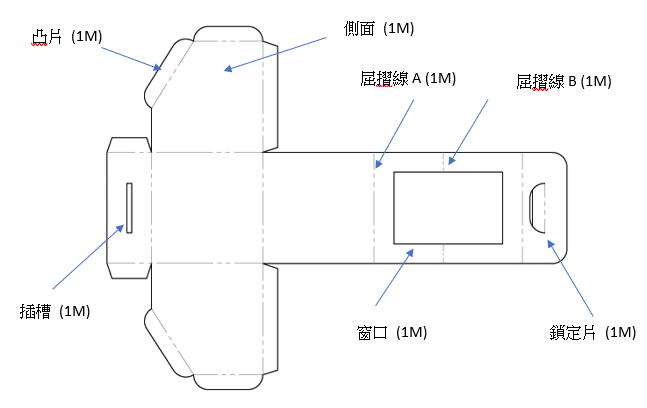 凸片 (1M)
側面 (1M)
屈摺線 A (1M)
屈摺線 B (1M)
插槽 (1M)
窗口 (1M)
鎖定片 (1M)